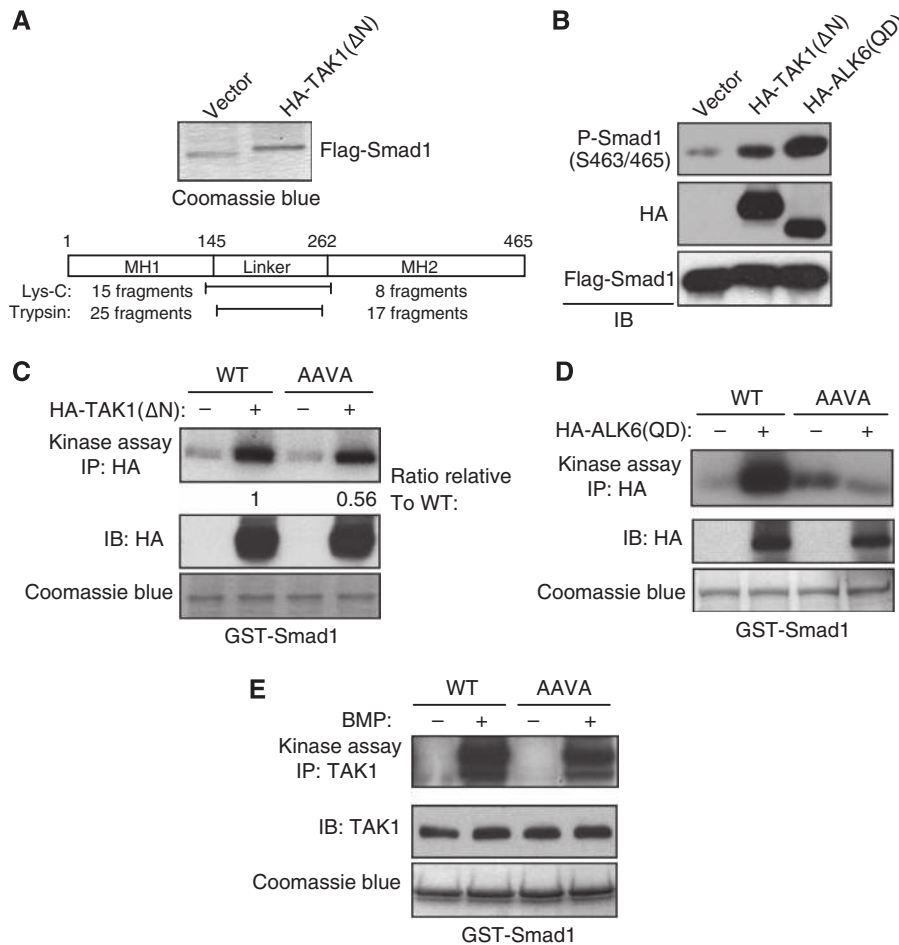 A
Vector
HA-TAK1(ΔN)
Flag-Smad1
Coomassie blue
1 145 262 465
MH1 Linker MH2
Lys-C: 15 fragments 8 fragments
Trypsin: 25 fragments 17 fragments
B
Vector
HA-TAK1(ΔN)
HA-ALK6(QD)
P-Smad1
(S463/465)
HA
Flag-Smad1
IB
C
WT AAVA
HA-TAK1(ΔN): – + – +
Kinase assay
IP: HA
Ratio relative
To WT:
1 0.56
IB: HA
Coomassie blue
GST-Smad1
D
WT AAVA
HA-ALK6(QD): – + – +
Kinase assay
IP: HA
IB: HA
Coomassie blue
GST-Smad1
E
WT AAVA
BMP: – + – +
Kinase assay
IP: TAK1
IB: TAK1
Coomassie blue
GST-Smad1